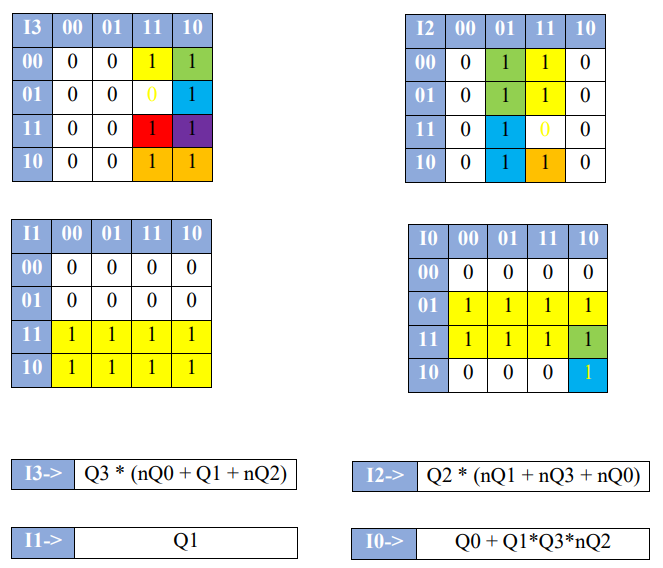 I3 00 01 11 10
00 0 0 1 1
01 0 0 0 1
11 0 0 1 1
10 0 0 1 1
I2 00 01 11 10
00 0 1 1 0
01 0 1 1 0
11 0 1 0 0
10 0 1 1 0
I1 00 01 11 10
00 0 0 0 0
01 0 0 0 0
11 1 1 1 1
10 1 1 1 1
I0 00 01 11 10
00 0 0 0 0
01 1 1 1 1
11 1 1 1 1
10 0 0 0 1
I3-> Q3 * (nQ0 + Q1 + nQ2)
I2-> Q2 * (nQ1 + nQ3 + nQ0)
I1-> Q1
I0-> Q0 + Q1*Q3*nQ2